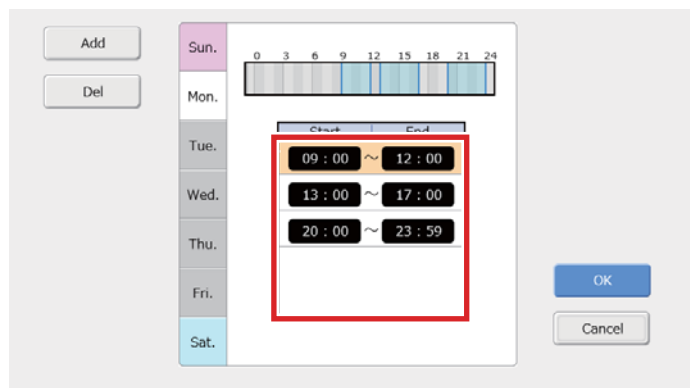 Add
Del
Sun.
Mon.
Tue.
Wed.
Thu.
Fri.
Sat.
0 3 6 9 12 15 18 21 24
Start End
09 : 00 ～ 12 : 00
13 : 00 ～ 17 : 00
20 : 00 ～ 23 : 59
OK
Cancel